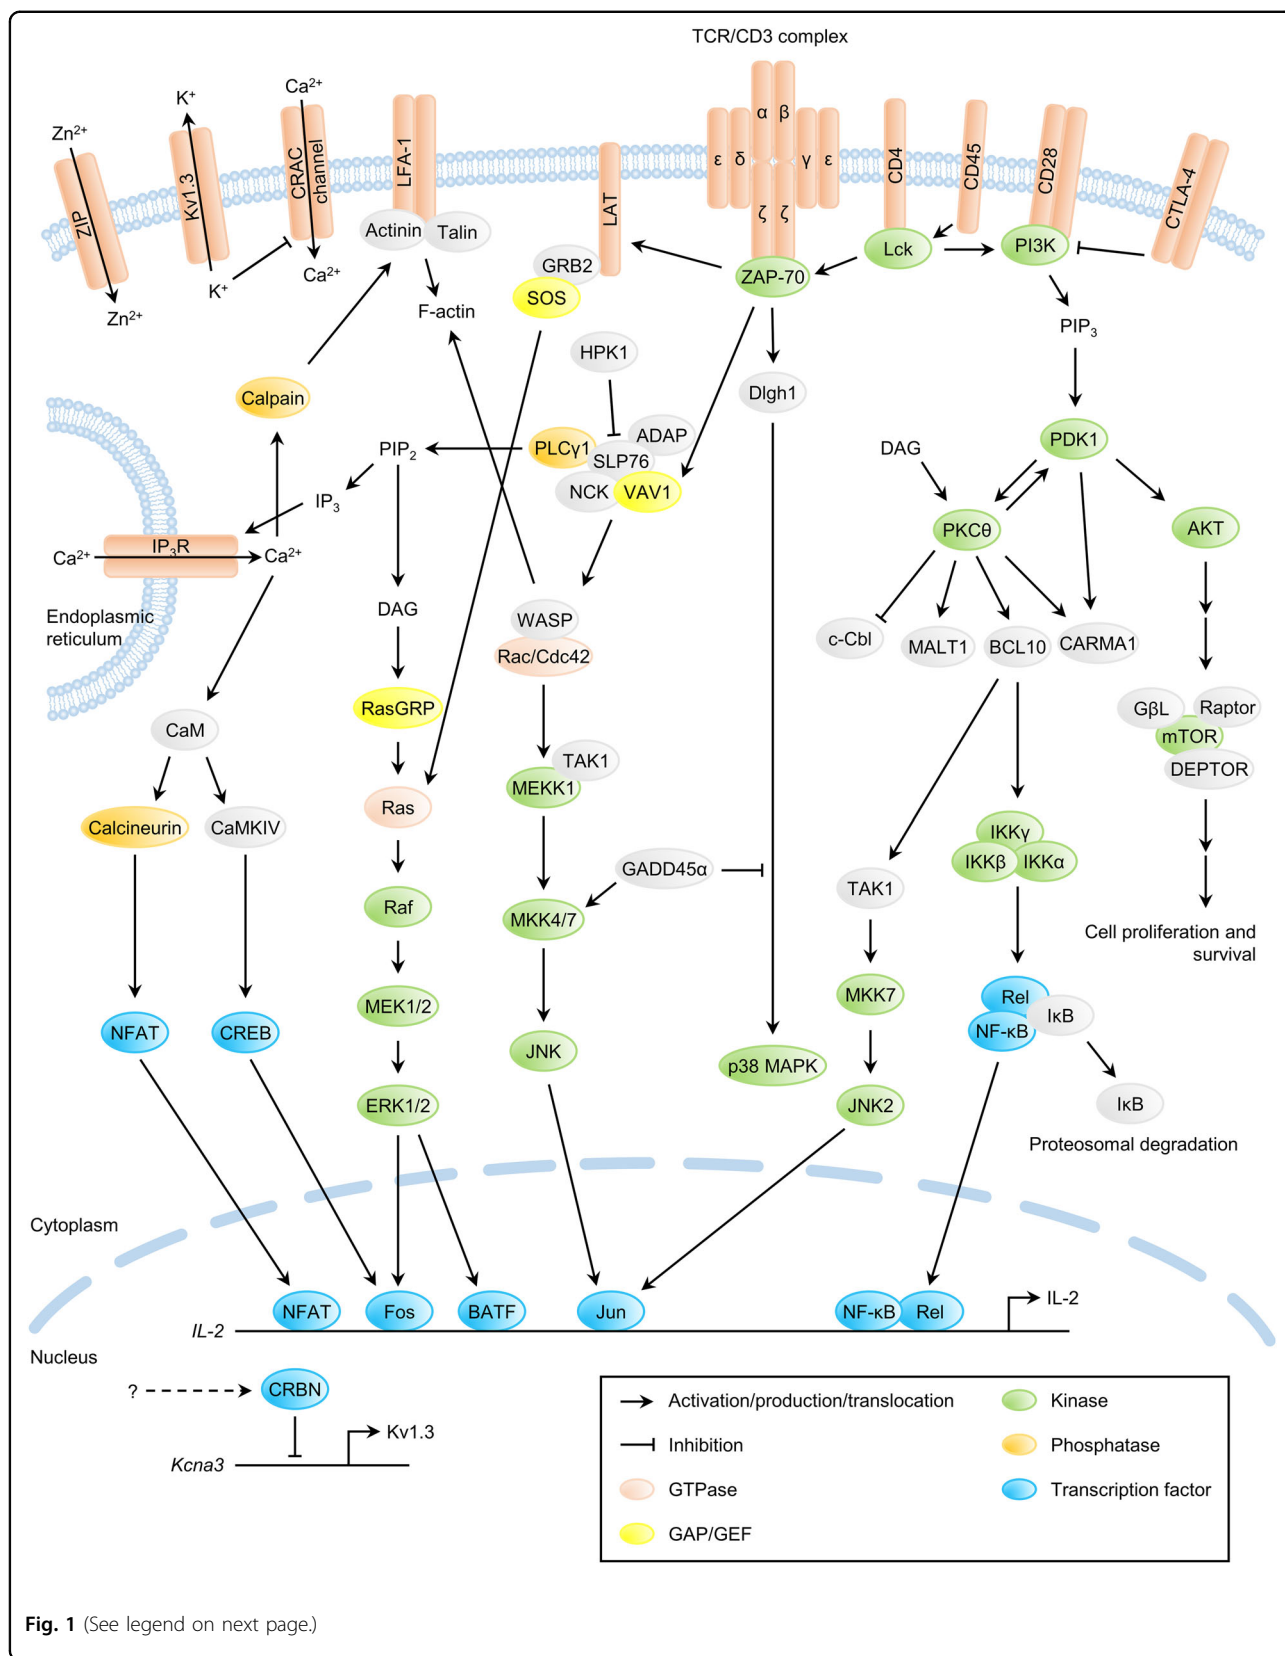 TCR/CD3 complex
Zn2+
K+
Ca2+
ZIP
Kv1.3
CRAC
channel
LFA-1
LAT
ε
δ
α
β
γ
ε
ζ
ζ
CD4
CD45
CD28
CTLA-4
Actinin
Talin
Lck
PI3K
GRB2
SOS
ZAP-70
K+
Ca2+
Zn2+
F-actin
PIP3
HPK1
Dlgh1
Calpain
PIP2
PLCγ1
ADAP
SLP76
NCK
VAV1
DAG
PDK1
IP3
PKCθ
AKT
Ca2+
IP3R
Ca2+
Endoplasmic
reticulum
DAG
WASP
Rac/Cdc42
c-Cbl
MALT1
BCL10
CARMA1
CaM
RasGRP
TAK1
MEKK1
GβL
Raptor
mTOR
DEPTOR
Calcineurin
CaMKIV
Ras
IKKγ
IKKβ
IKKα
GADD45α
TAK1
Raf
MKK4/7
Cell proliferation and
survival
MEK1/2
MKK7
Rel
NF-κB
IκB
NFAT
CREB
JNK
p38 MAPK
ERK1/2
JNK2
IκB
Proteosomal degradation
Cytoplasm
NFAT
Fos
BATF
Jun
NF-κB
Rel
IL-2
IL-2
Nucleus
?
CRBN
Kv1.3
Kcna3
Activation/production/translocation
Inhibition
GTPase
GAP/GEF
Kinase
Phosphatase
Transcription factor
Fig. 1 (See legend on next page.)